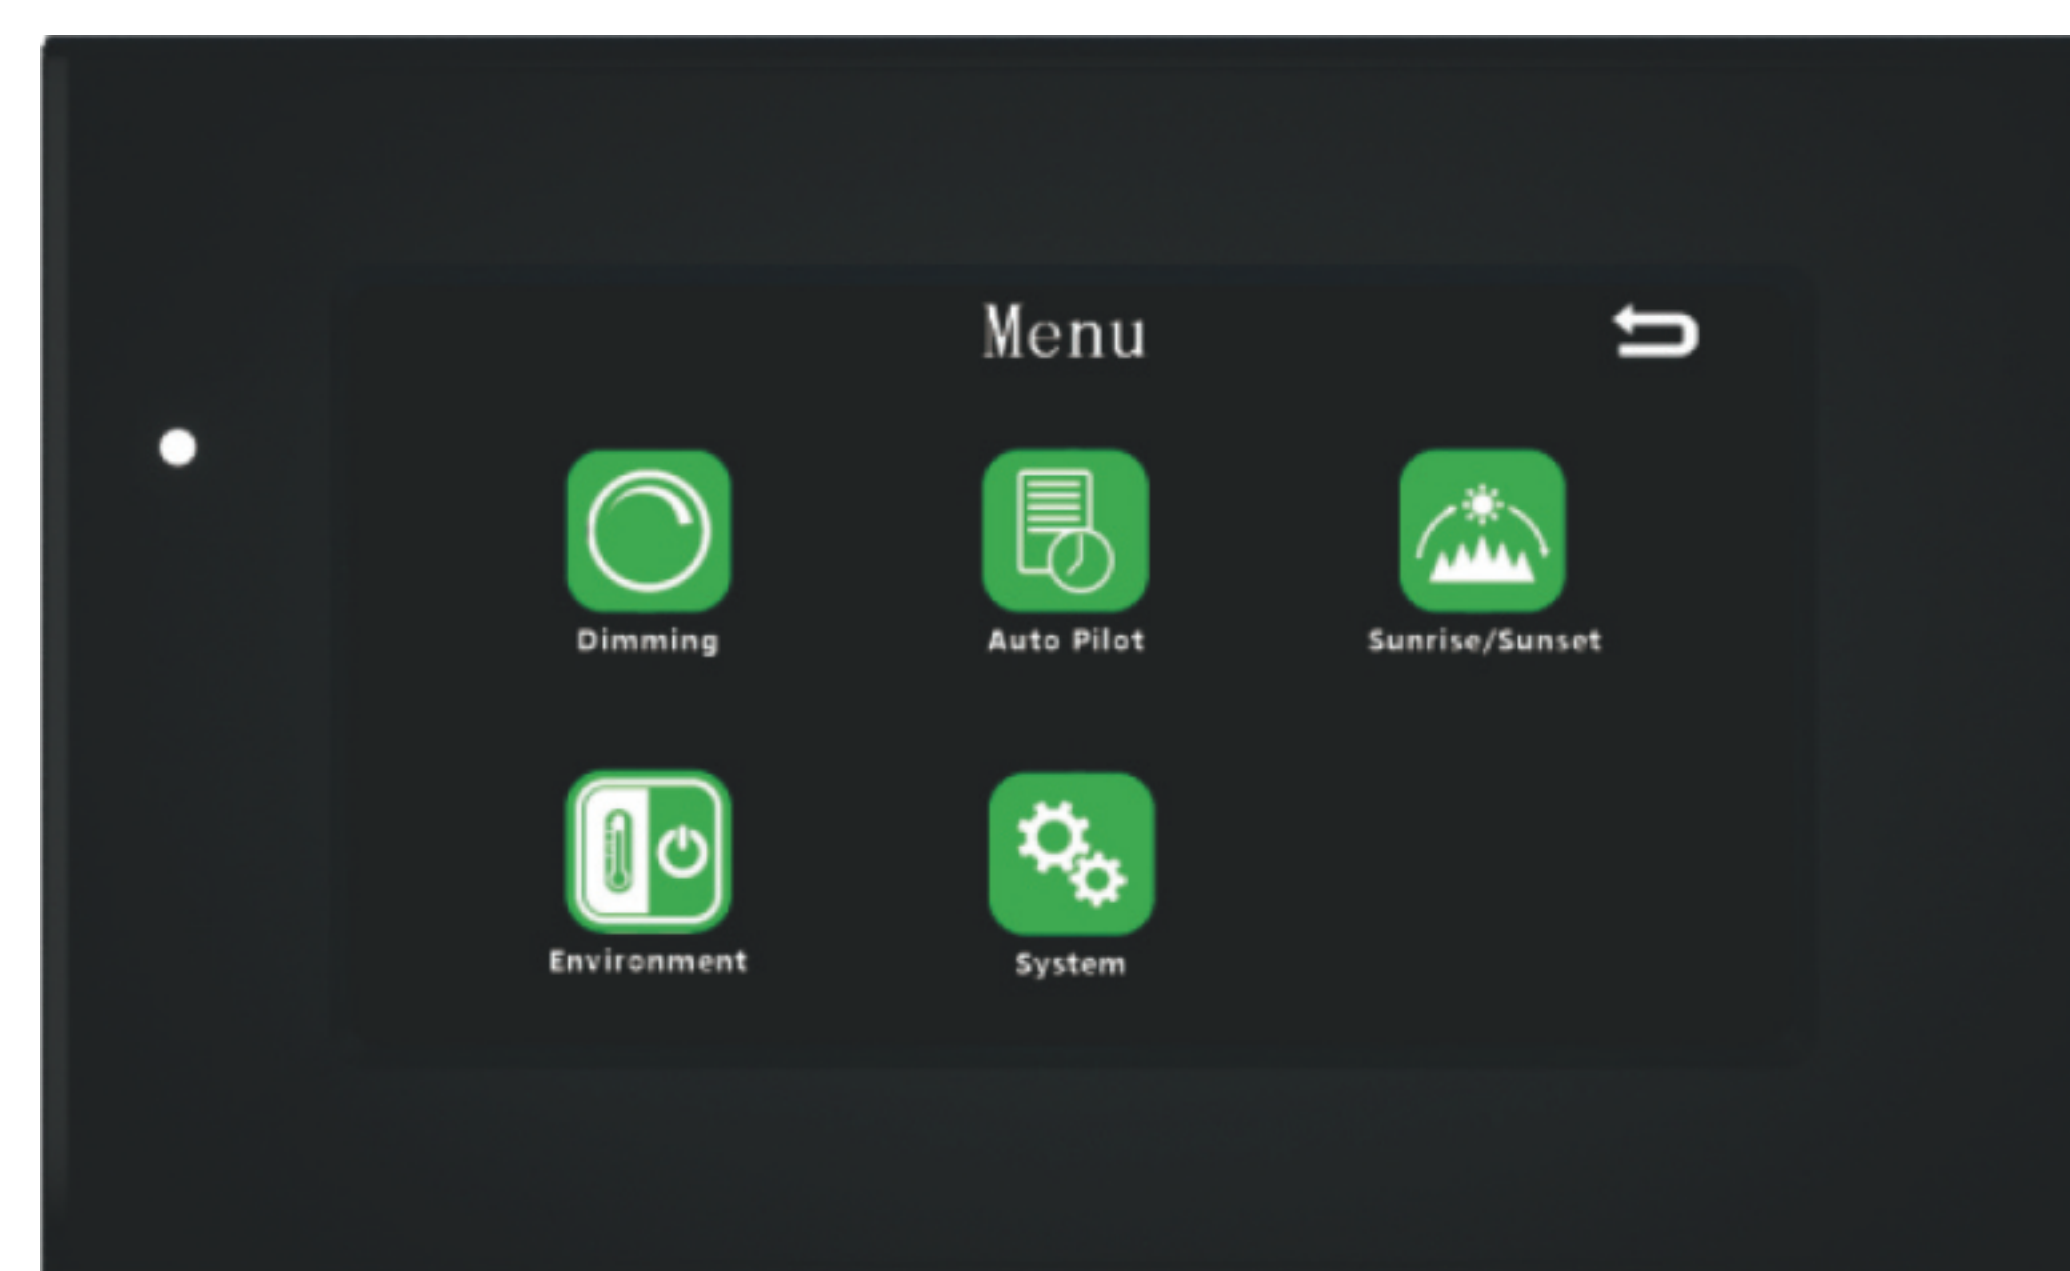 Menu
Dimming
Auto Pilot
Sunrise/Sunset
Environment
System